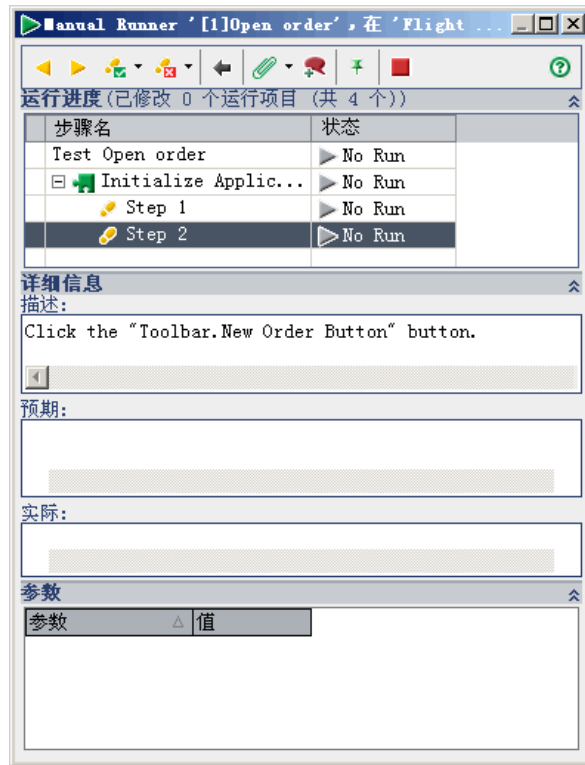 Manual Runner '[1]Open order',在 'Flight ...
运行进度(已修改 0 个运行项目 (共 4 个))
步骤名 状态
Test Open order No Run
Initialize Applic... No Run
Step 1 No Run
Step 2 No Run
详细信息
描述:
Click the "Toolbar.New Order Button" button.
预期:
实际:
参数
参数 值